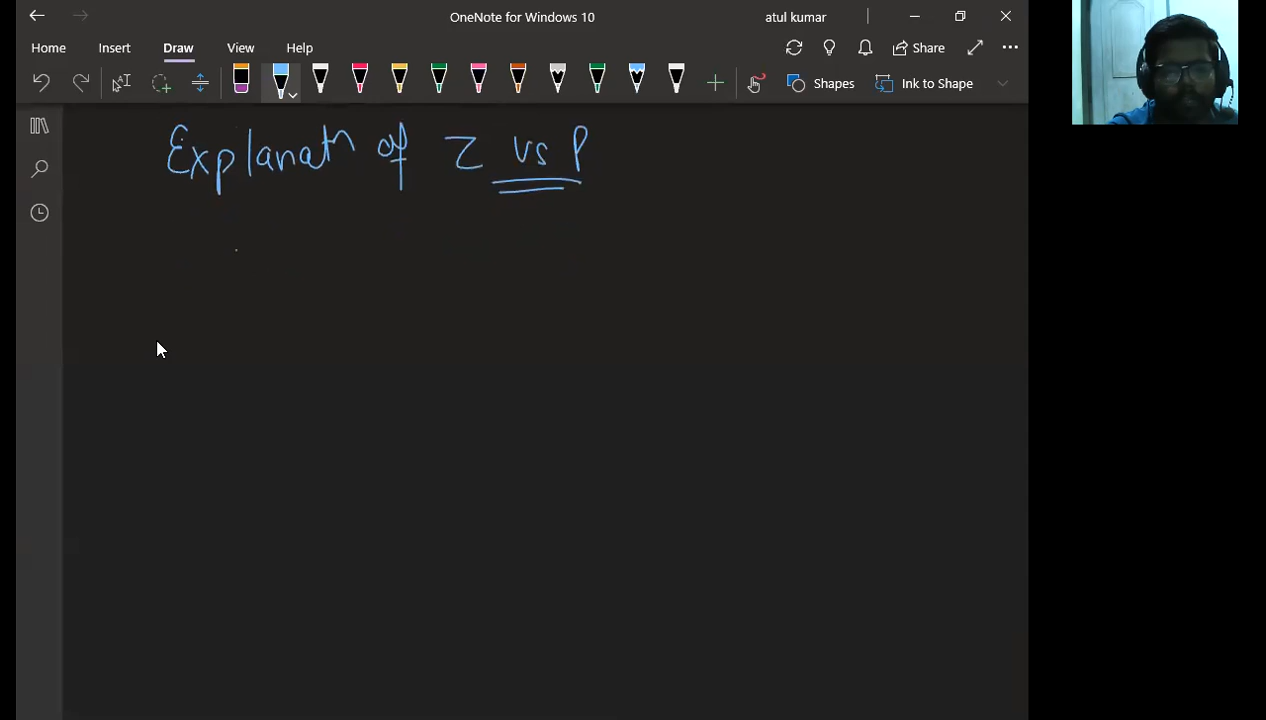 OneNote for Windows 10
atul kumar
Home Insert Draw View Help
Share
Shapes
Ink to Shape
Explanatn of Z vs P